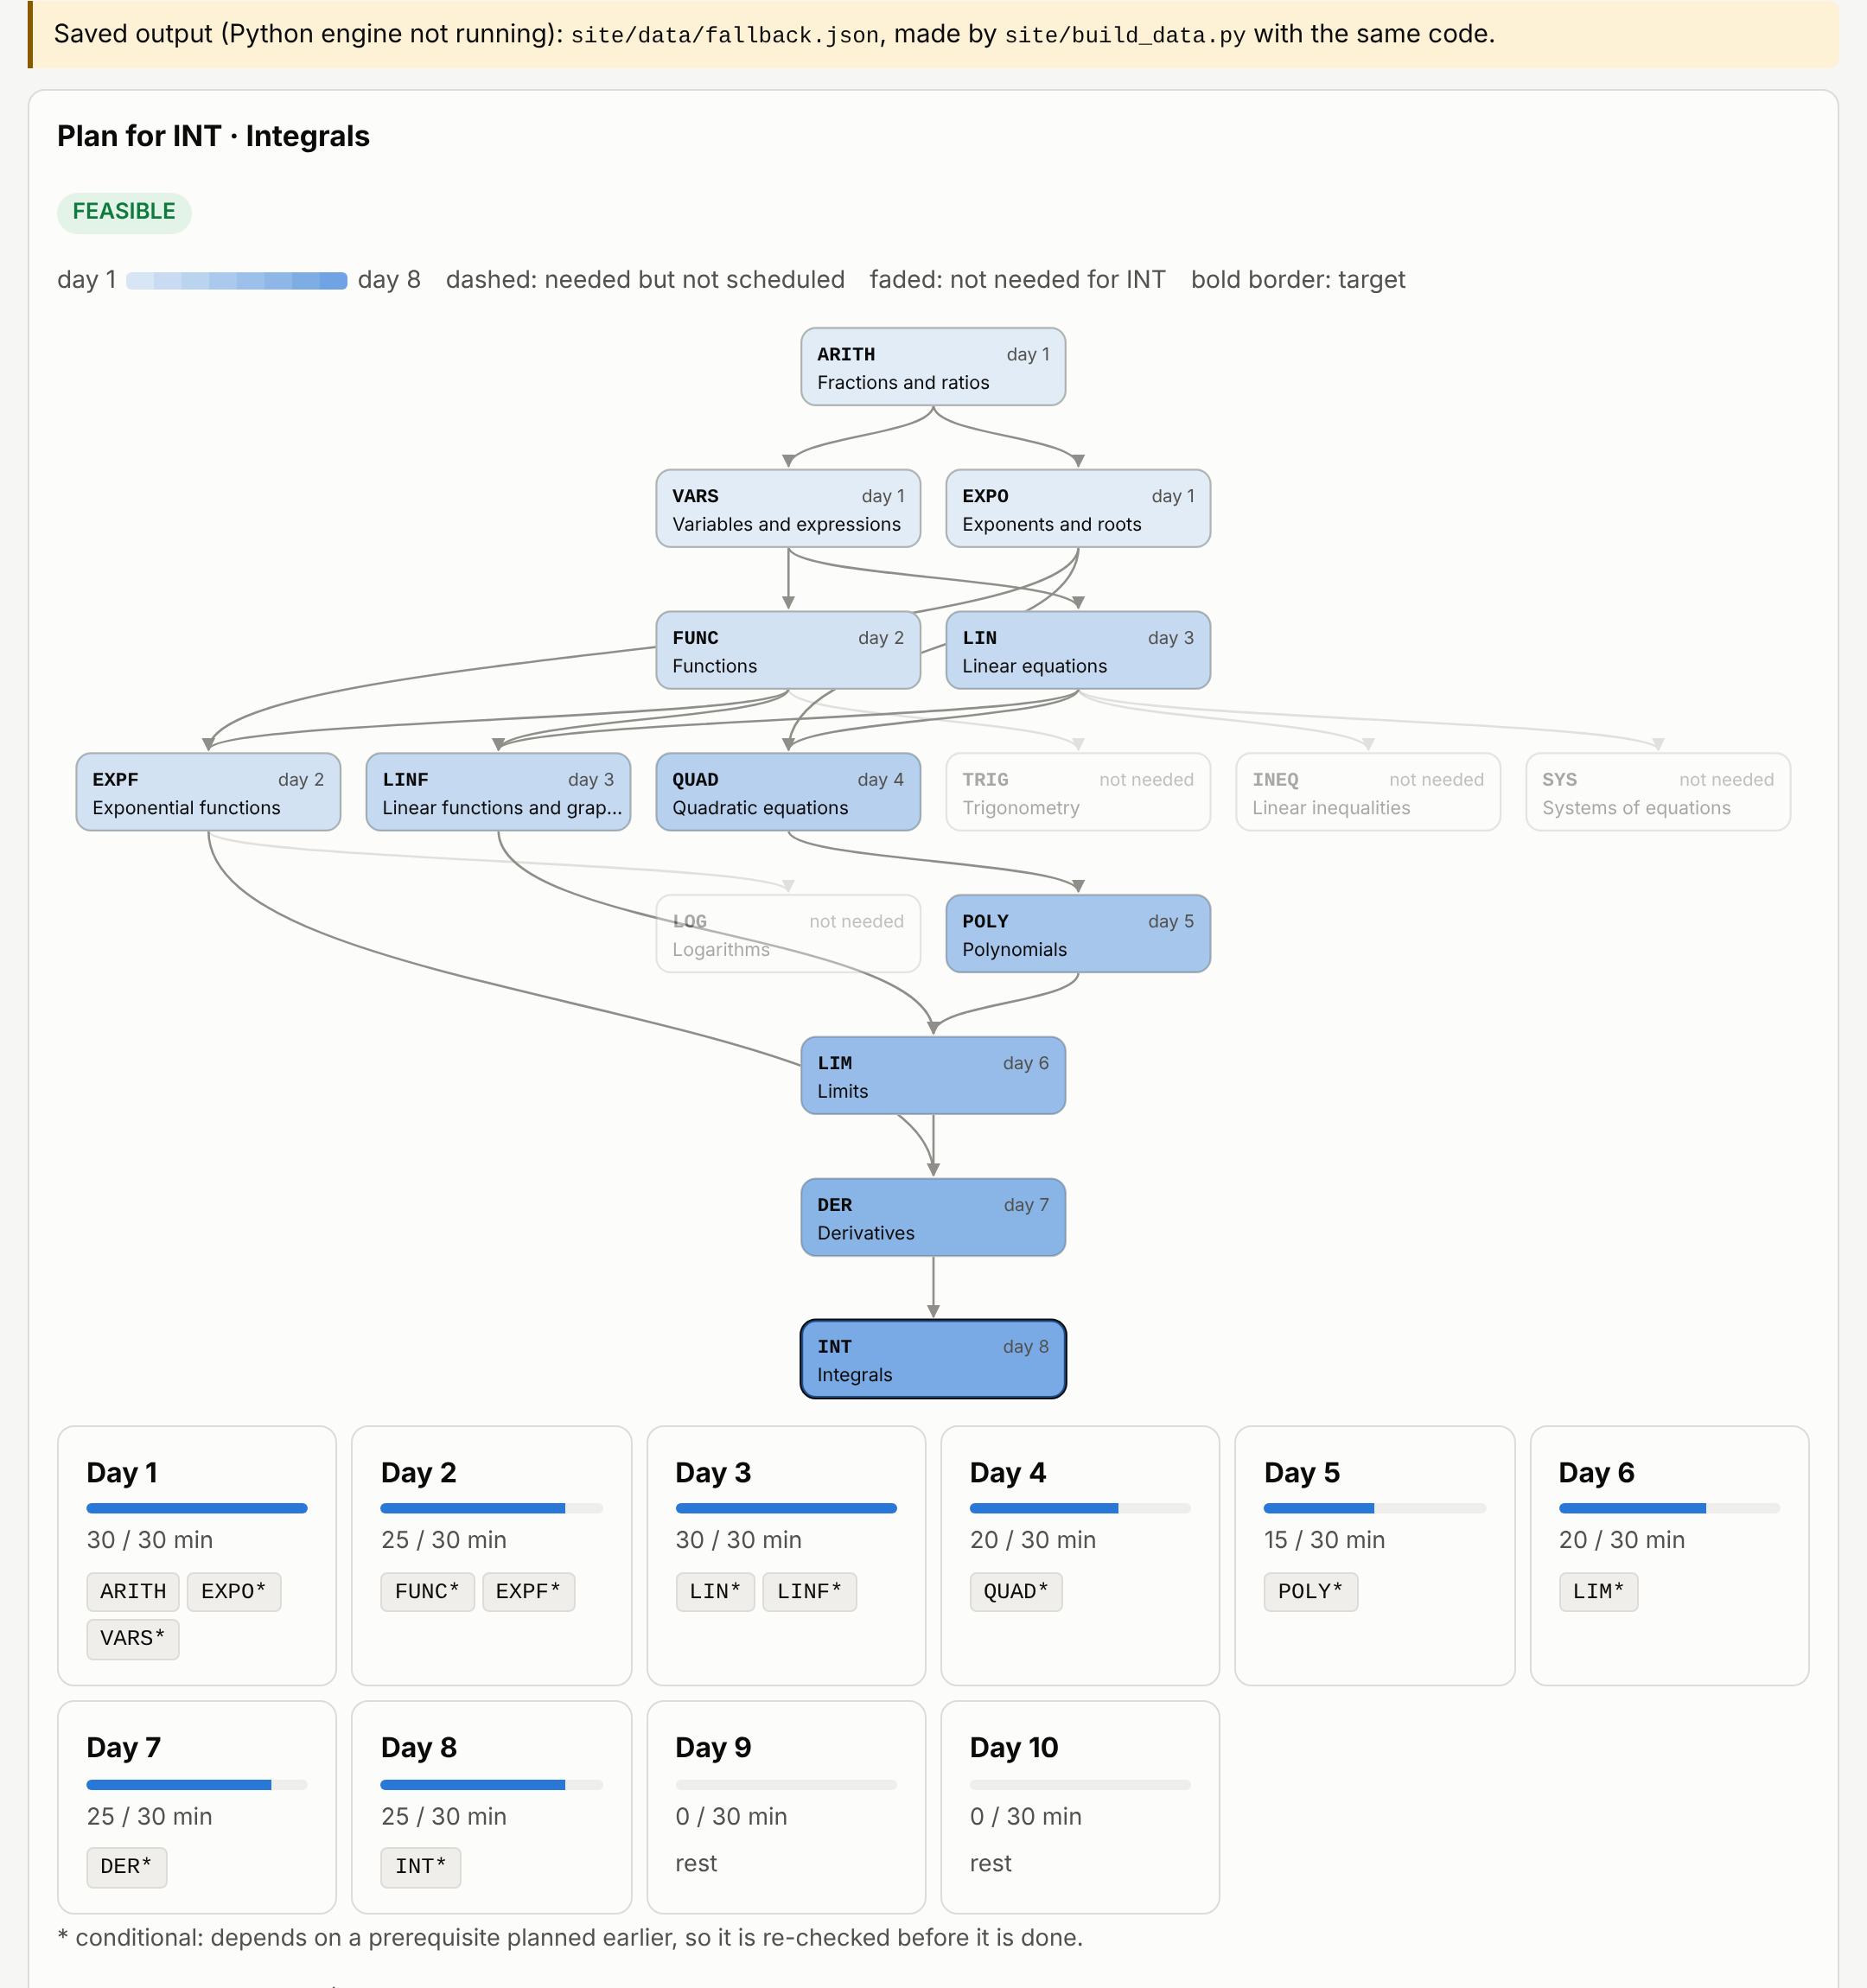 Saved output (Python engine not running): site/data/fallback.json, made by site/build_data.py with the same code.
Plan for INT · Integrals
FEASIBLE
day 1 day 8 dashed: needed but not scheduled faded: not needed for INT bold border: target
ARITH day 1
Fractions and ratios
VARS day 1
Variables and expressions
EXPO day 1
Exponents and roots
FUNC day 2
Functions
LIN day 3
Linear equations
EXPF day 2
Exponential functions
LINF day 3
Linear functions and grap...
QUAD day 4
Quadratic equations
TRIG not needed
Trigonometry
INEQ not needed
Linear inequalities
SYS not needed
Systems of equations
LOG not needed
Logarithms
POLY day 5
Polynomials
LIM day 6
Limits
DER day 7
Derivatives
INT day 8
Integrals
Day 1
30 / 30 min
ARITH EXPO*
VARS*
Day 2
25 / 30 min
FUNC* EXPF*
Day 3
30 / 30 min
LIN* LINF*
Day 4
20 / 30 min
QUAD*
Day 5
15 / 30 min
POLY*
Day 6
20 / 30 min
LIM*
Day 7
25 / 30 min
DER*
Day 8
25 / 30 min
INT*
Day 9
0 / 30 min
rest
Day 10
0 / 30 min
rest
* conditional: depends on a prerequisite planned earlier, so it is re-checked before it is done.